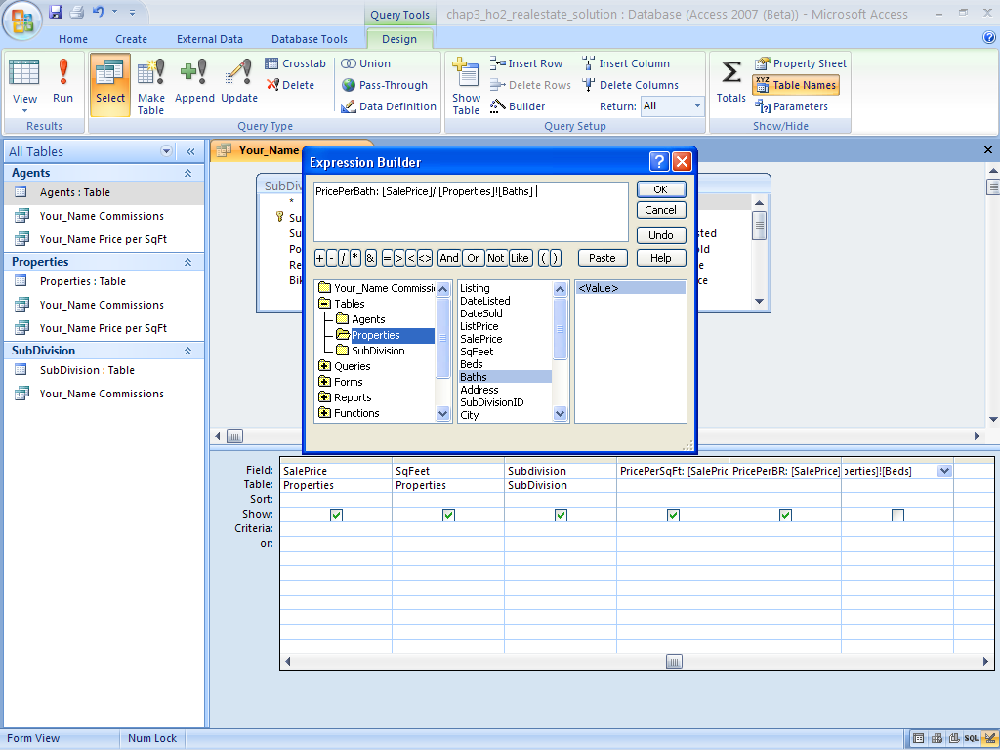 Query Tools
chap3_ho2_realestate_solution : Database (Access 2007 (Beta)) - Microsoft Access
Home Create External Data Database Tools Design
View
Run
Results
Select
Make Table
Append
Update
Crosstab
Delete
Union
Pass-Through
Data Definition
Query Type
Show Table
Insert Row
Delete Rows
Builder
Insert Column
Delete Columns
Return: All
Query Setup
Totals
Property Sheet
XYZ Table Names
Parameters
Show/Hide
All Tables
Agents
Agents : Table
Your_Name Commissions
Your_Name Price per SqFt
Properties
Properties : Table
Your_Name Commissions
Your_Name Price per SqFt
SubDivision
SubDivision : Table
Your_Name Commissions
Your_Name
SubDiv
*
Su
Su
Po
Re
Bik
ted
ld
e
ce
Expression Builder
PricePerBath: [SalePrice]/ [Properties]![Baths]
OK
Cancel
Undo
+ - / * & = > < <> And Or Not Like ( ) Paste Help
Your_Name Commissi
Tables
Agents
Properties
SubDivision
Queries
Forms
Reports
Functions
Listing
DateListed
DateSold
ListPrice
SalePrice
SqFeet
Beds
Baths
Address
SubDivisionID
City
<Value>
Field: SalePrice SqFeet Subdivision PricePerSqFt: [SalePric PricePerBR: [SalePrice] perties]![Beds]
Table: Properties Properties SubDivision
Sort:
Show:
Criteria:
or:
Form View Num Lock SQL